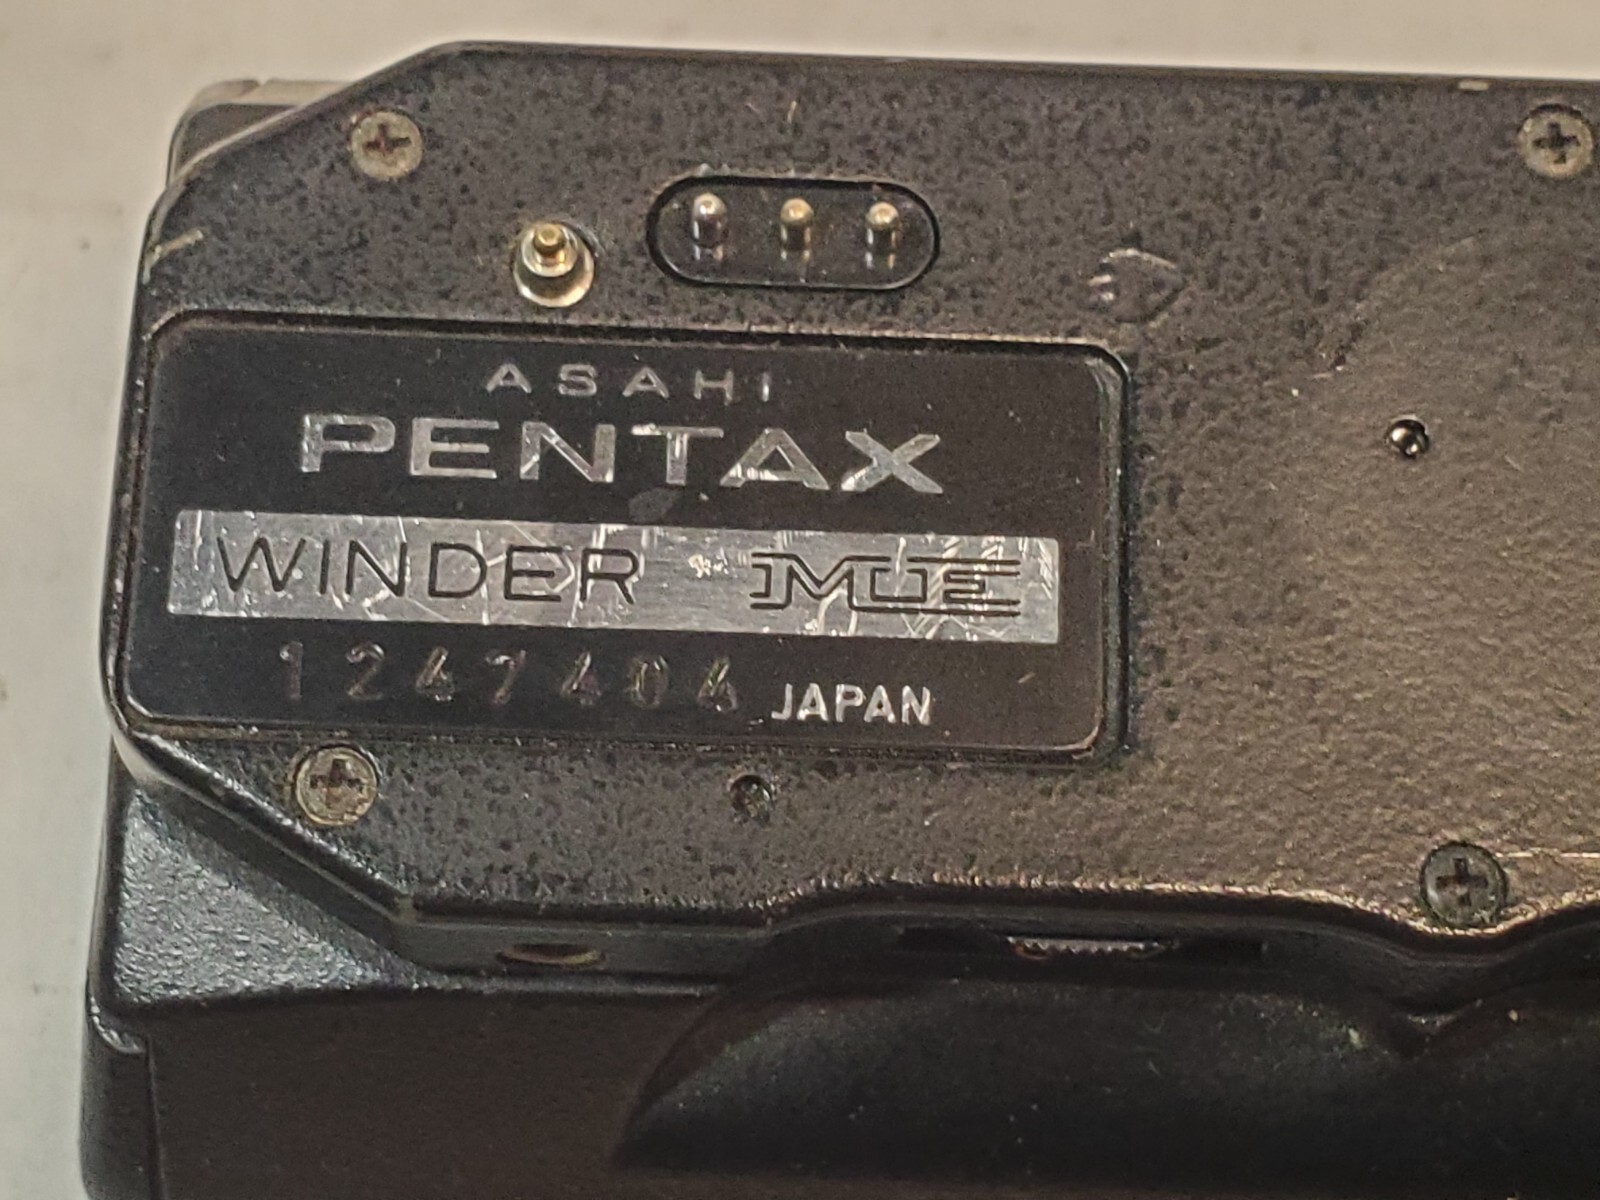 ASAHI
PENTAX
WINDER ME
1247404 JAPAN